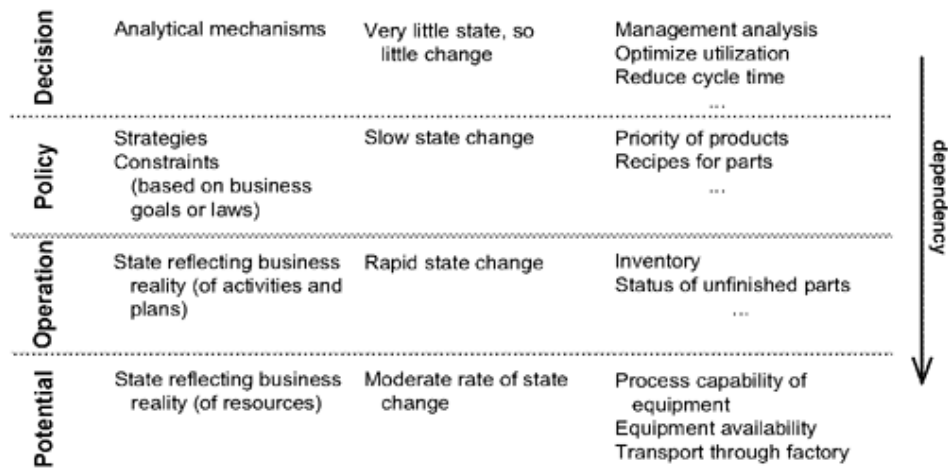 Decision
Analytical mechanisms
Very little state, so
little change
Management analysis
Optimize utilization
Reduce cycle time
...
Policy
Strategies
Constraints
(based on business
goals or laws)
Slow state change
Priority of products
Recipes for parts
...
Operation
State reflecting business
reality (of activities and
plans)
Rapid state change
Inventory
Status of unfinished parts
...
Potential
State reflecting business
reality (of resources)
Moderate rate of state
change
Process capability of
equipment
Equipment availability
Transport through factory
dependency